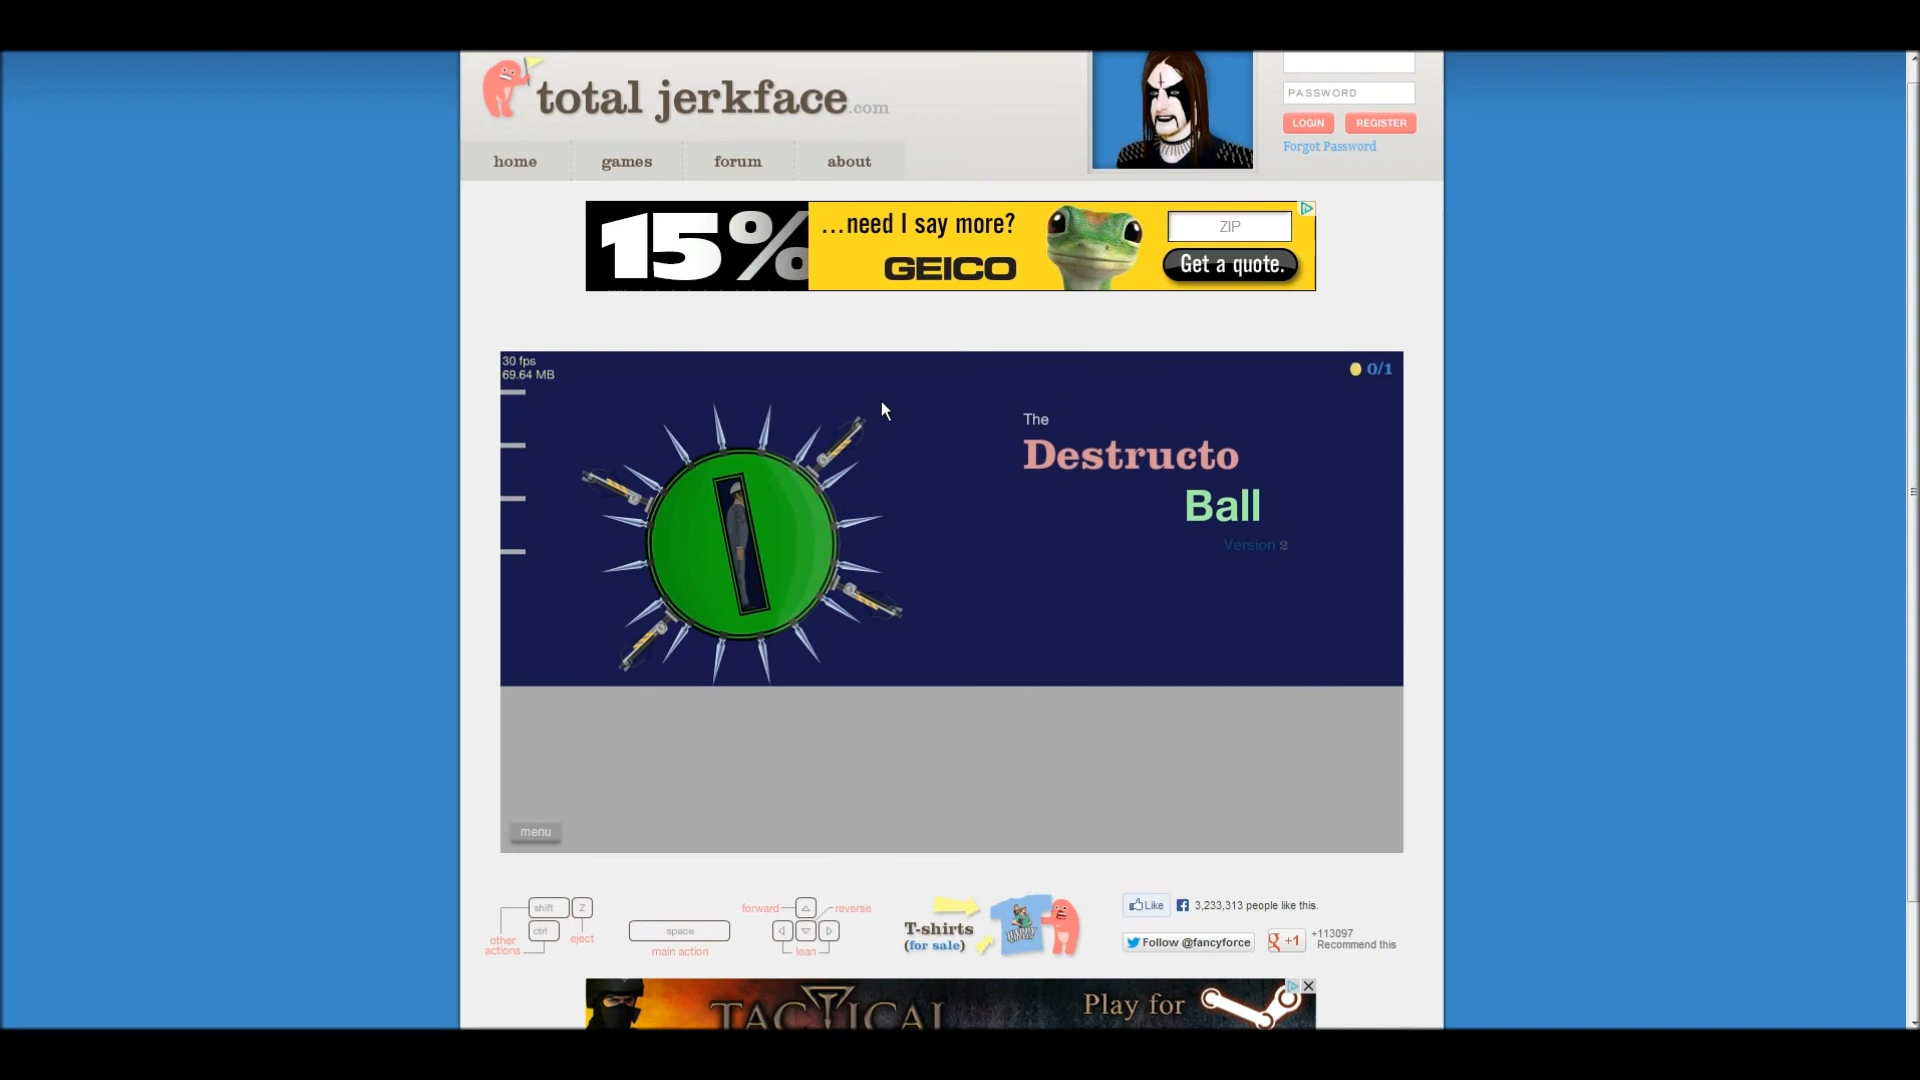 total jerkface.com
PASSWORD
LOGIN REGISTER
Forgot Password
home games forum about
15% ...need I say more?
GEICO
ZIP
Get a quote.
30 fps
69.64 MB
0/1
The
Destructo
Ball
Version 2
menu
shift Z
ctrl
other actions
eject
space
main action
forward reverse
lean
T-shirts
(for sale)
HAPPY WHEELS
Like 3,233,313 people like this.
Follow @fancyforce
+1 +113097
Recommend this
TACTICAL
Play for